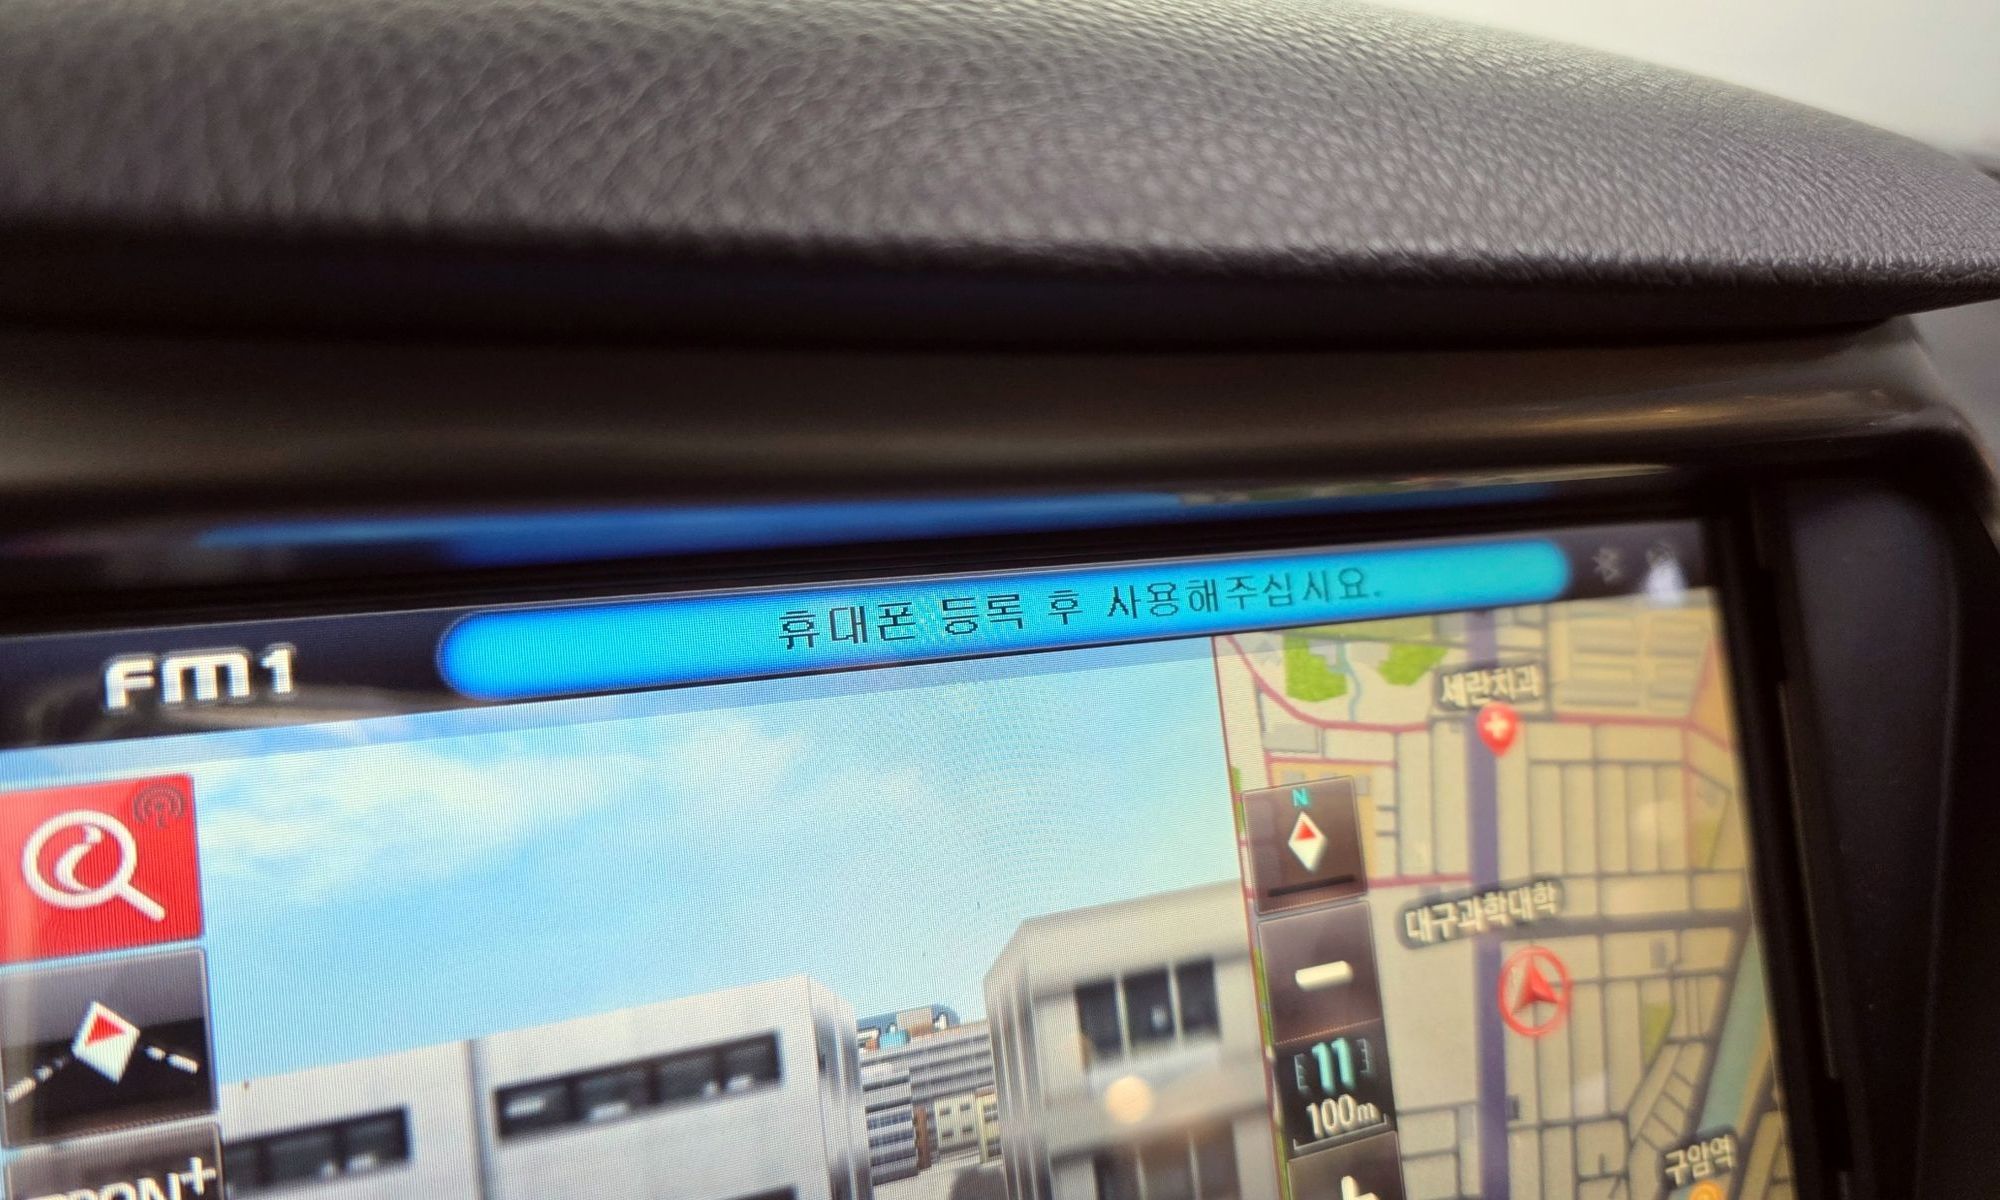 FM1
휴대폰 등록 후 사용해주십시요.
세란치과
N
대구과학대학
11
100m
구암역